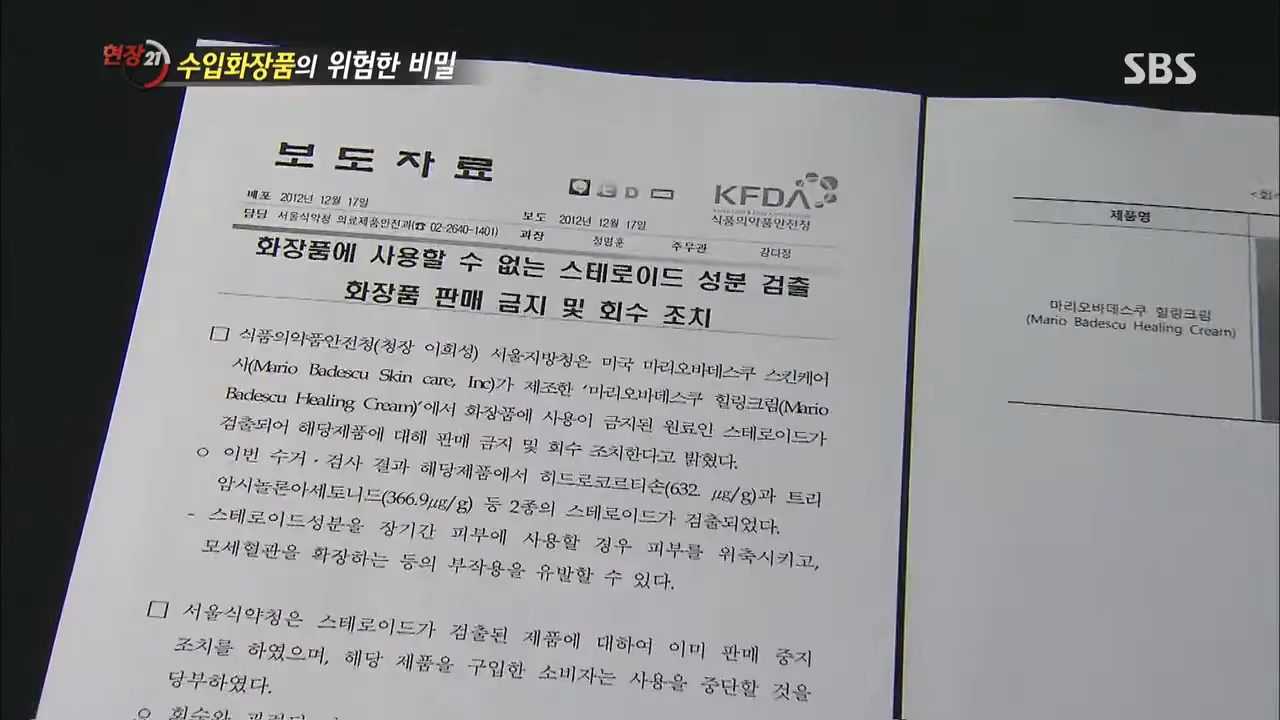 현장21 수입화장품의 위험한 비밀
SBS
보 도 자 료
KFDA
식품의약품안전청
배포 2012년 12월 17일
보도 2012년 12월 17일
담당 서울식약청 의료제품안전과(☎ 02-2640-1401)
과장 주무관
화장품에 사용할 수 없는 스테로이드 성분 검출
화장품 판매 금지 및 회수 조치
□ 식품의약품안전청(청장 이희성) 서울지방청은 미국 마리오바데스쿠 스킨케어
사(Mario Badescu Skin care, Inc)가 제조한 '마리오바데스쿠 힐링크림(Mario
Badescu Healing Cream)'에서 화장품에 사용이 금지된 원료인 스테로이드가
검출되어 해당제품에 대해 판매 금지 및 회수 조치한다고 밝혔다.
○ 이번 수거·검사 결과 해당제품에서 히드로코르티손(632. ㎍/g)과 트리
암시놀론아세토니드(366.9㎍/g) 등 2종의 스테로이드가 검출되었다.
- 스테로이드성분을 장기간 피부에 사용할 경우 피부를 위축시키고,
모세혈관을 확장하는 등의 부작용을 유발할 수 있다.
□ 서울식약청은 스테로이드가 검출된 제품에 대하여 이미 판매 중지
조치를 하였으며, 해당 제품을 구입한 소비자는 사용을 중단할 것을
당부하였다.
○ 회수와
제품명
마리오바데스쿠 힐링크림
(Mario Badescu Healing Cream)